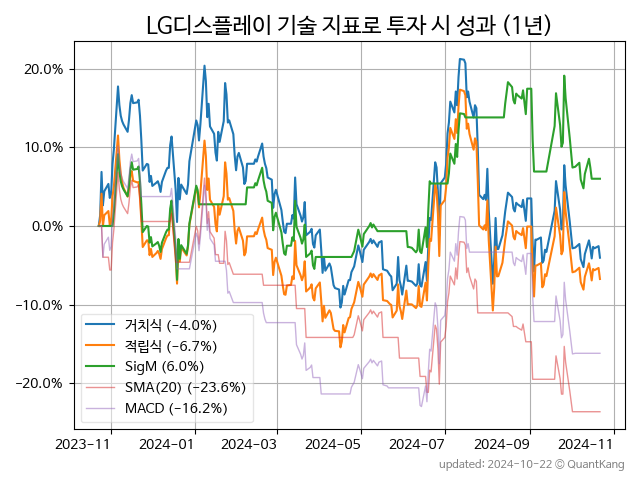 LG디스플레이 기술 지표로 투자 시 성과 (1년)
20.0%
10.0%
0.0%
−10.0%
−20.0%
거치식 (−4.0%)
적립식 (−6.7%)
SigM (6.0%)
SMA(20) (−23.6%)
MACD (−16.2%)
2023-11 2024-01 2024-03 2024-05 2024-07 2024-09 2024-11
updated: 2024-10-22 ⓒ QuantKang